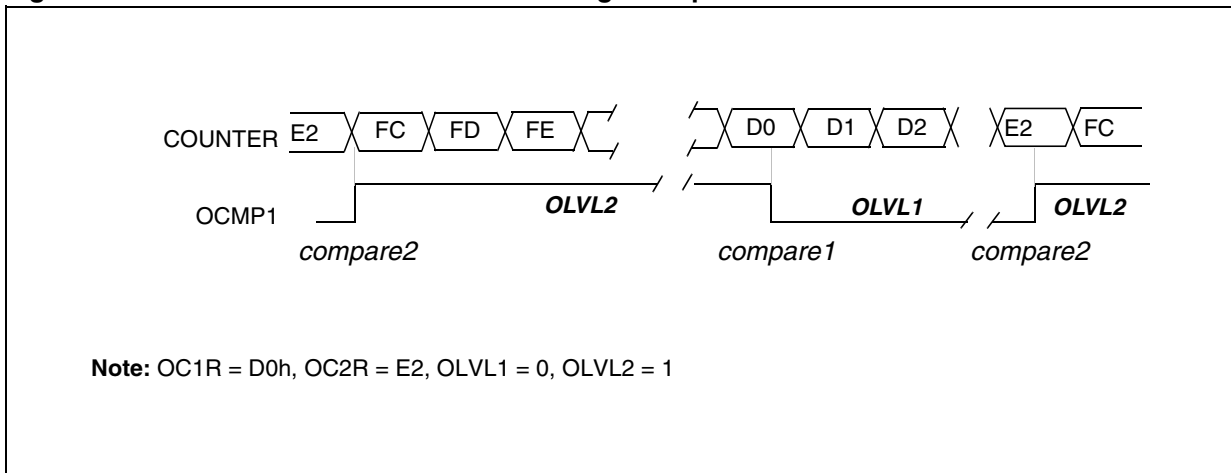 COUNTER E2 FC FD FE D0 D1 D2 E2 FC
OCMP1 OLVL2 OLVL1 OLVL2
compare2 compare1 compare2
Note: OC1R = D0h, OC2R = E2, OLVL1 = 0, OLVL2 = 1